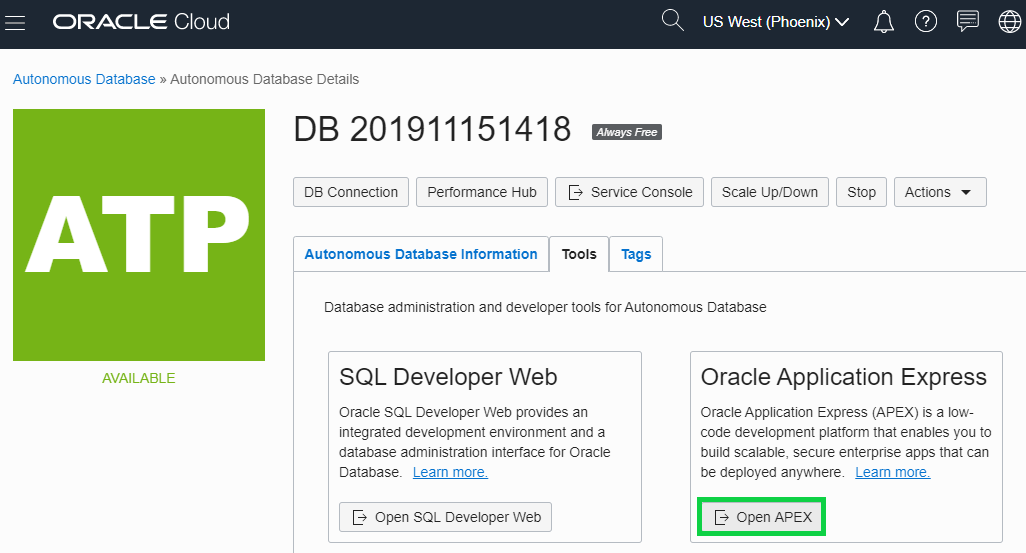 ORACLE Cloud
US West (Phoenix)
Autonomous Database » Autonomous Database Details
ATP
AVAILABLE
DB 201911151418
Always Free
DB Connection
Performance Hub
Service Console
Scale Up/Down
Stop
Actions
Autonomous Database Information
Tools
Tags
Database administration and developer tools for Autonomous Database
SQL Developer Web
Oracle SQL Developer Web provides an
integrated development environment and a
database administration interface for Oracle
Database. Learn more.
Open SQL Developer Web
Oracle Application Express
Oracle Application Express (APEX) is a low-
code development platform that enables you to
build scalable, secure enterprise apps that can
be deployed anywhere. Learn more.
Open APEX